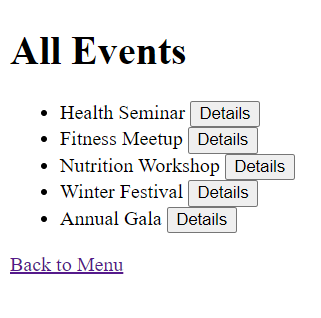 All Events
Health Seminar Details
Fitness Meetup Details
Nutrition Workshop Details
Winter Festival Details
Annual Gala Details
Back to Menu